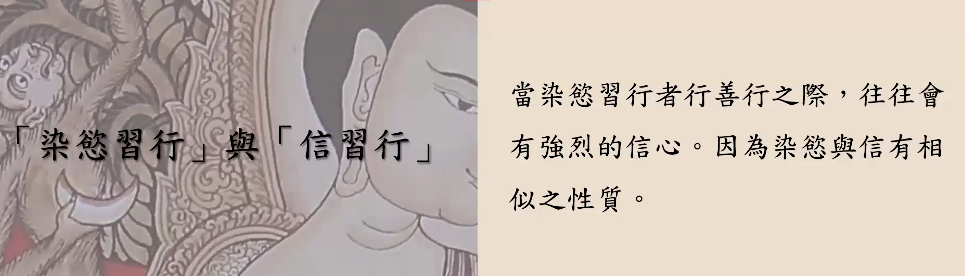 「染慾習行」與「信習行」
當染慾習行者行善行之際，往往會
有強烈的信心。因為染慾與信有相
似之性質。